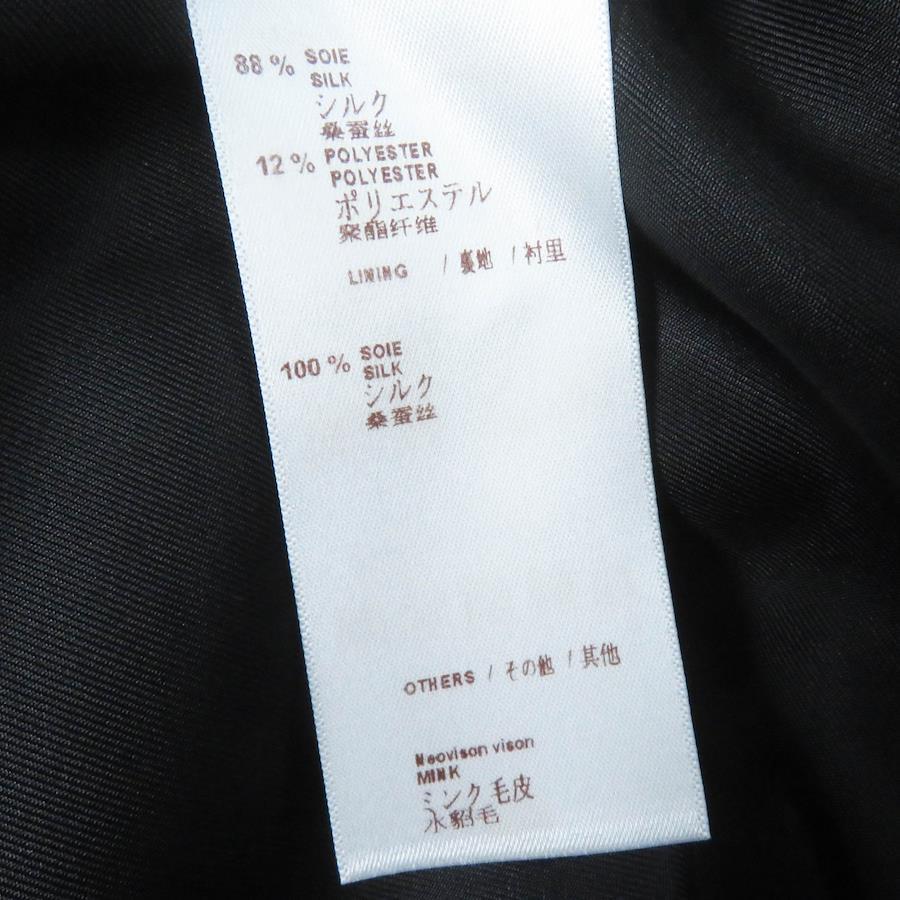 88 % SOIE
SILK
シルク
桑蚕丝
12 % POLYESTER
POLYESTER
ポリエステル
聚酯纤维
LINING / 裏地 / 衬里
100 % SOIE
SILK
シルク
桑蚕丝
OTHERS / その他 / 其他
Neovison vison
MINK
ミンク毛皮
水貂毛